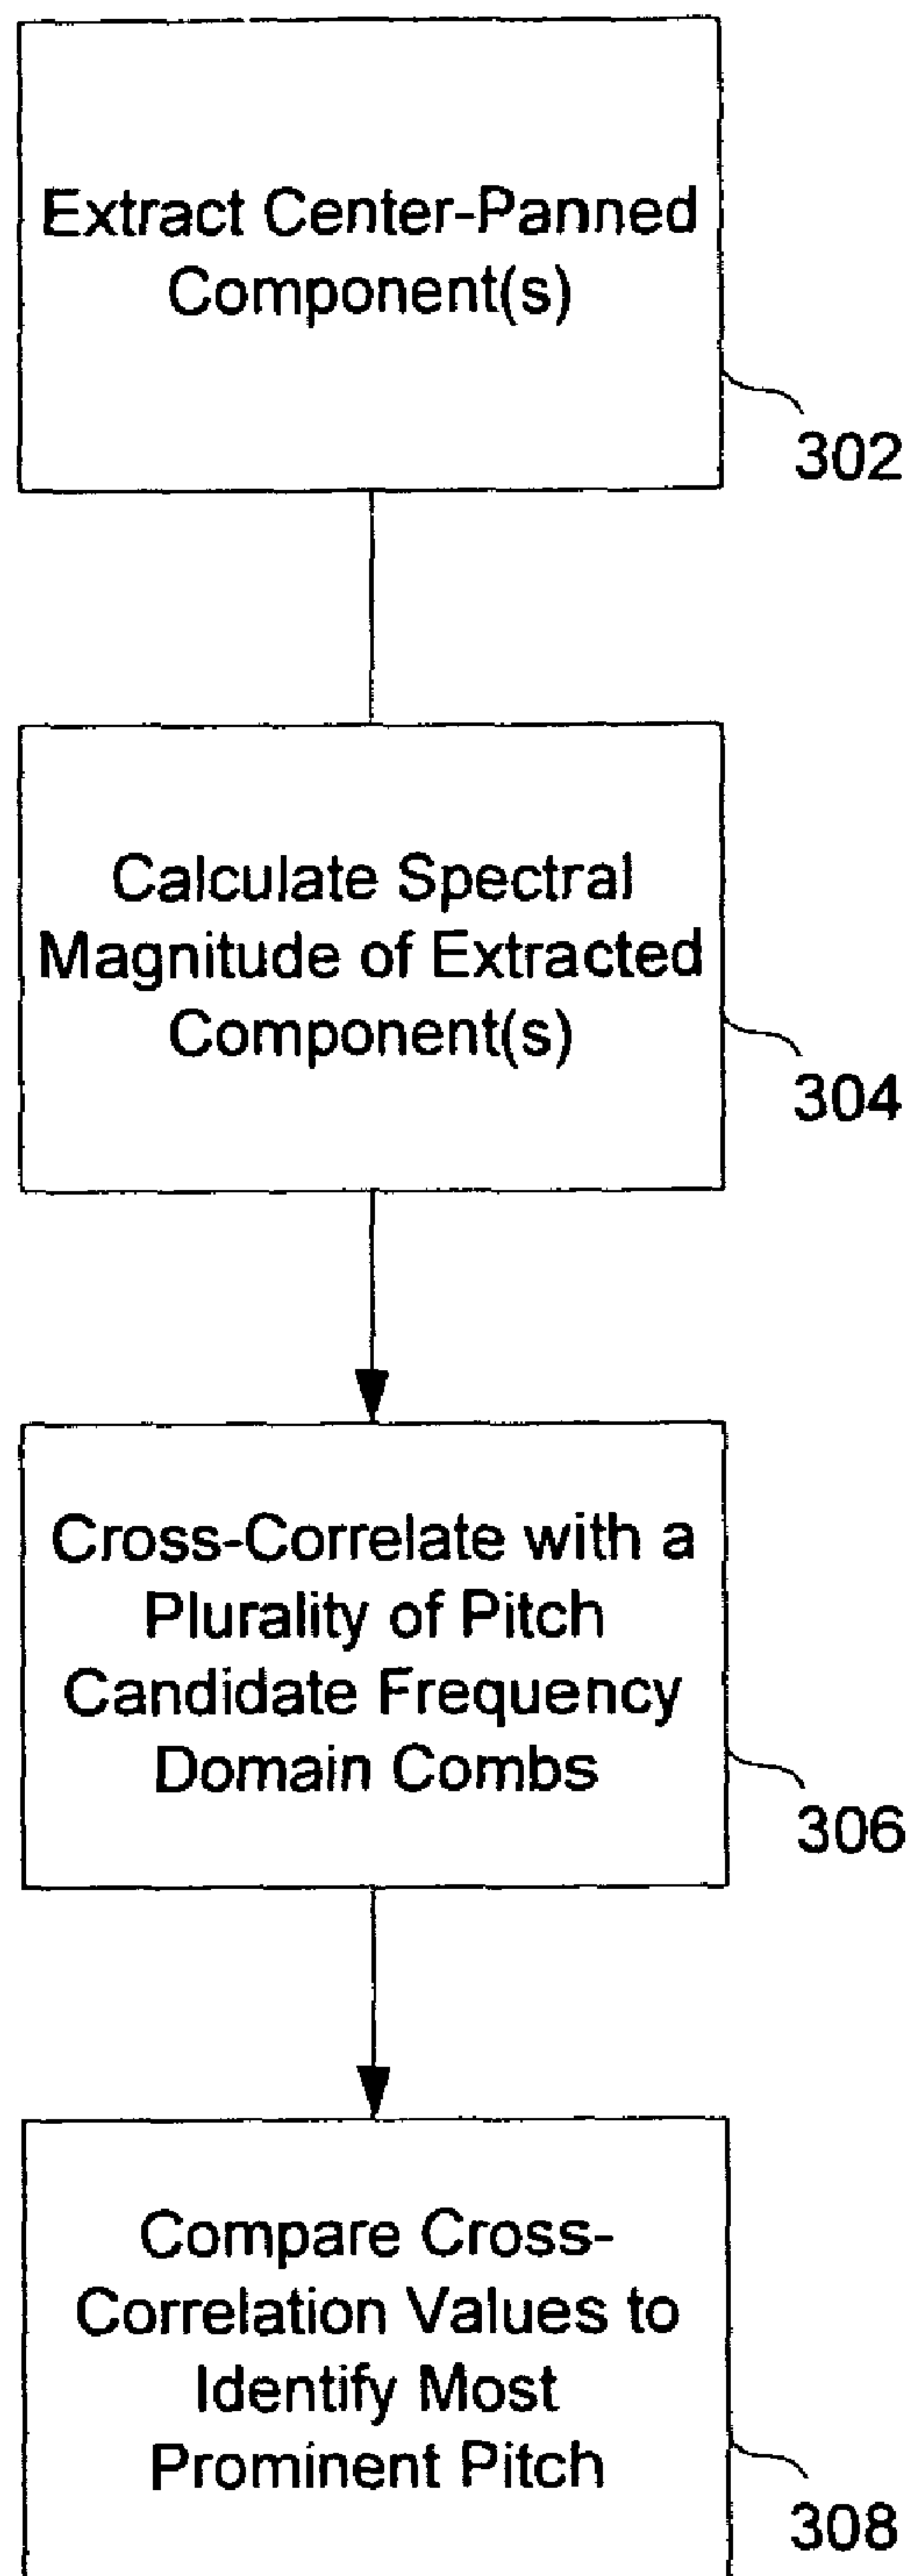 Extract Center-Panned
Component(s)
302
Calculate Spectral
Magnitude of Extracted
Component(s)
304
Cross-Correlate with a
Plurality of Pitch
Candidate Frequency
Domain Combs
306
Compare Cross-
Correlation Values to
Identify Most
Prominent Pitch
308